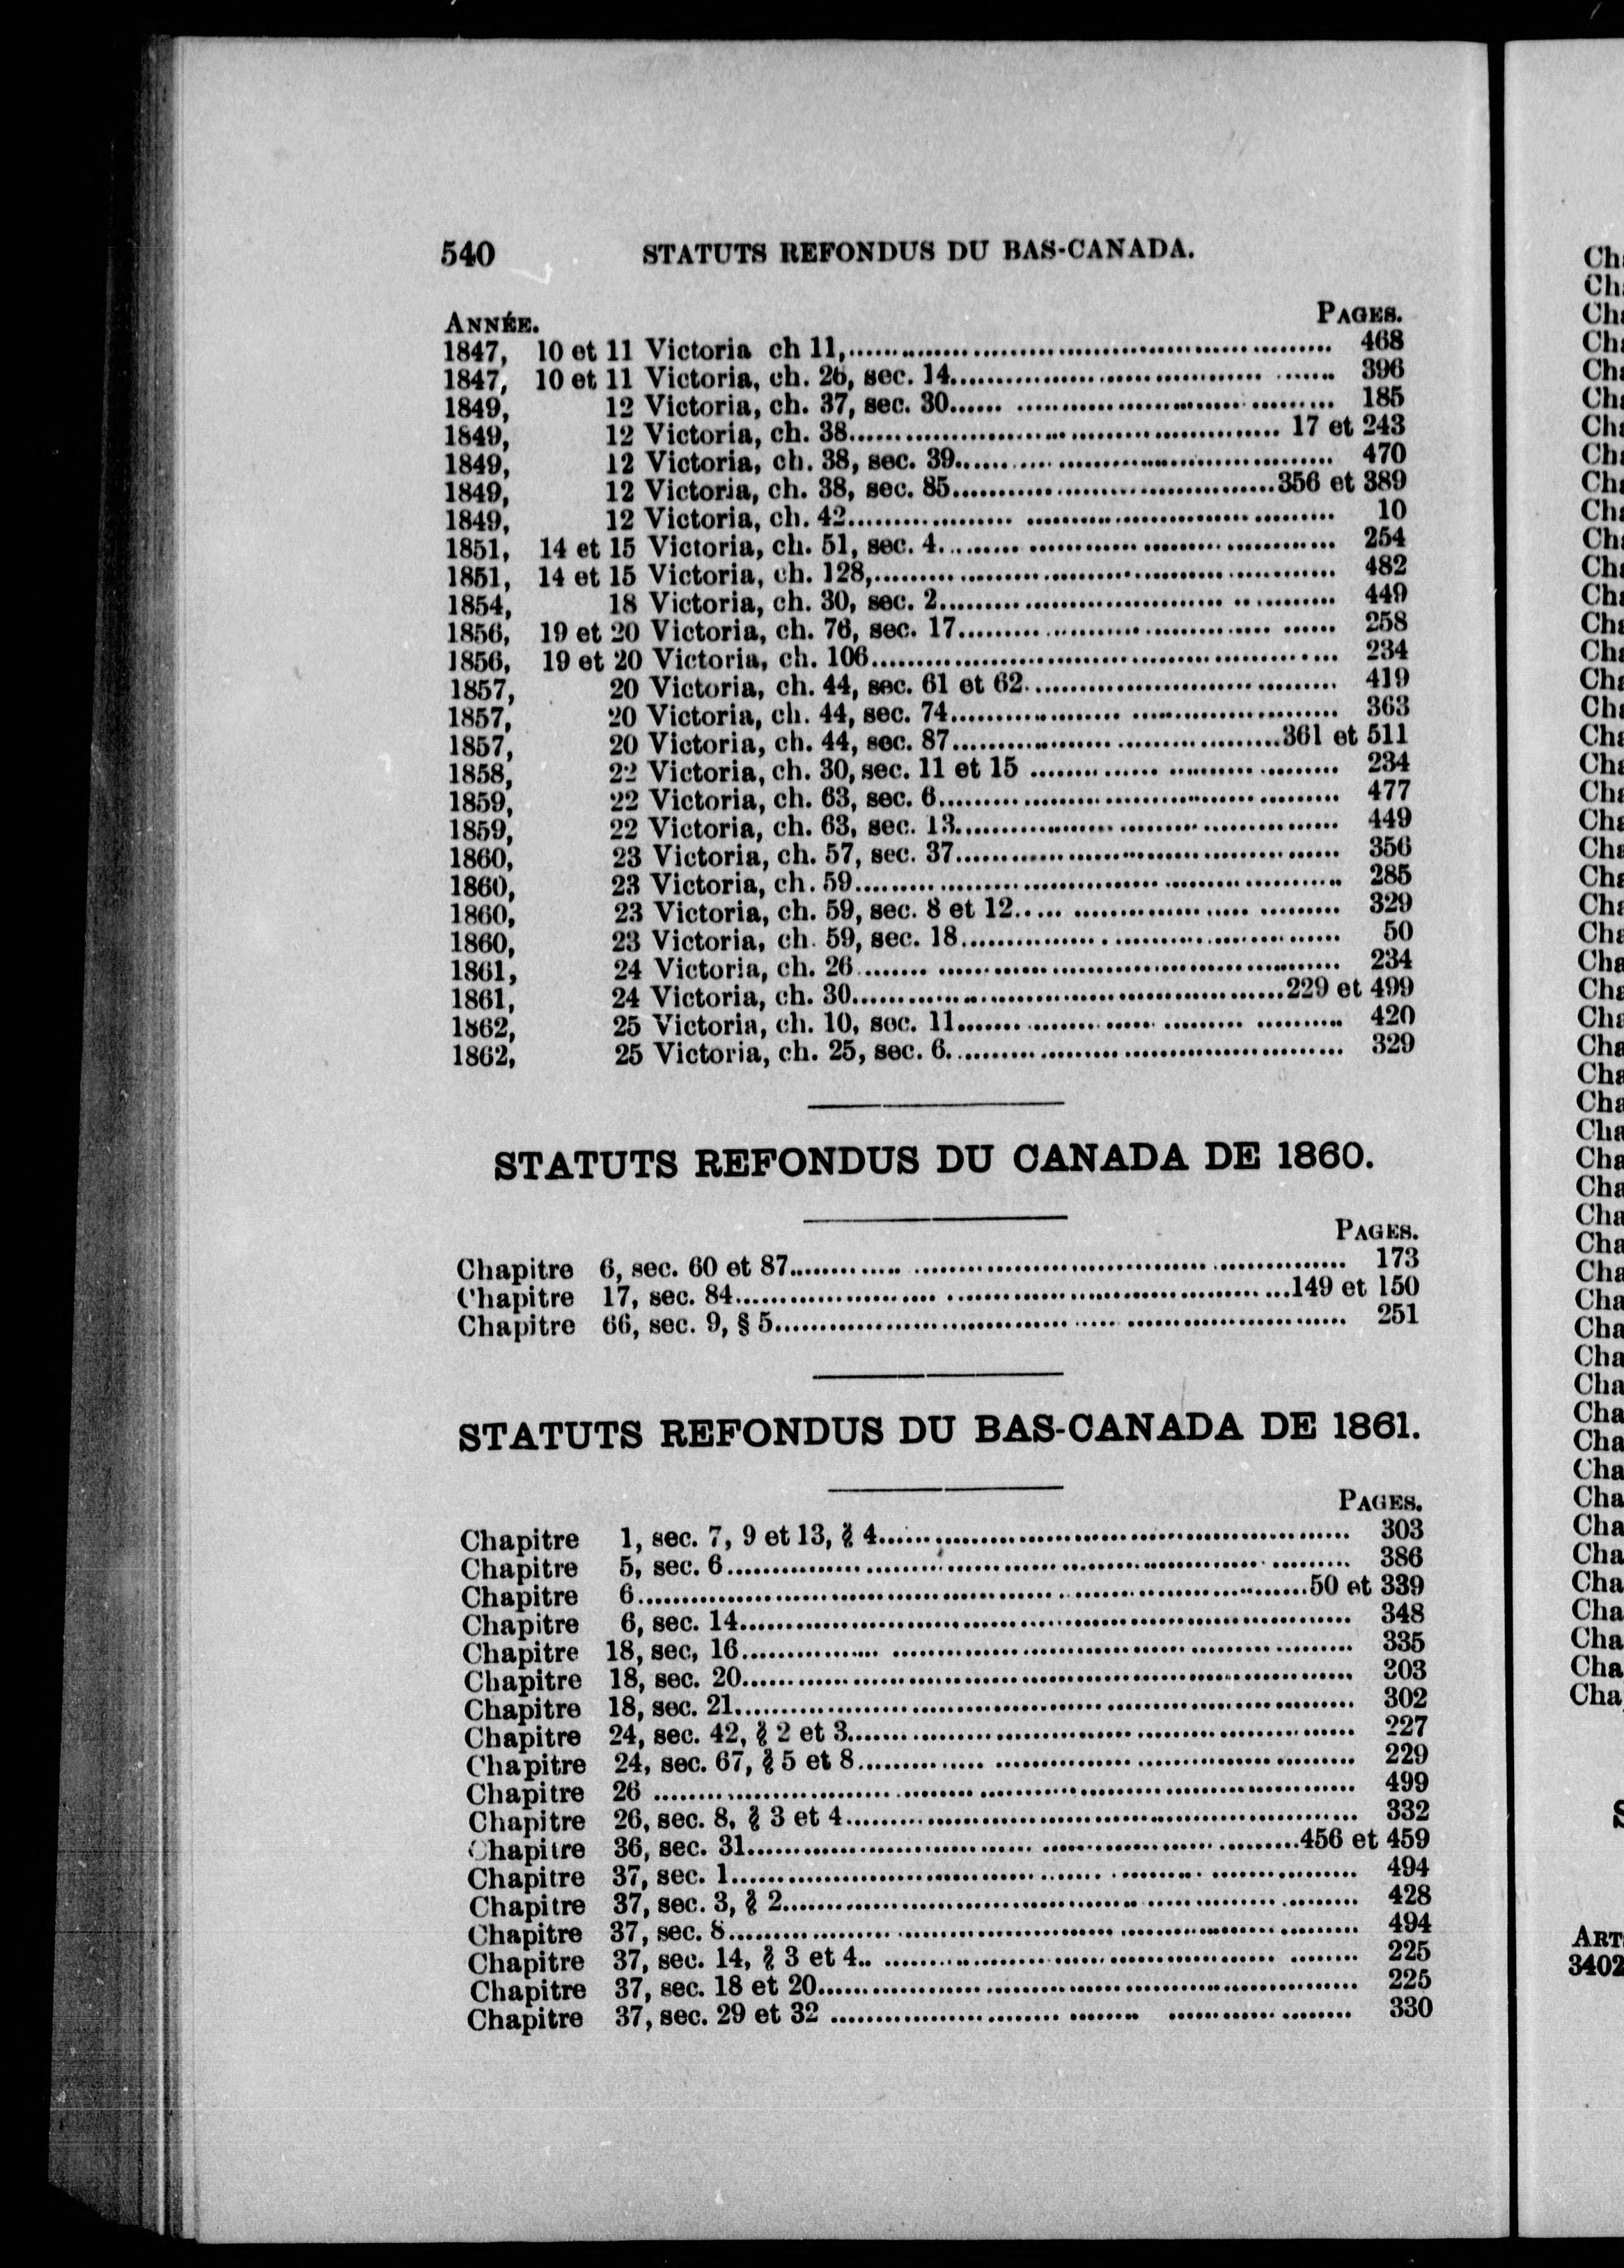 540 STATUTS REFONDUS DU BAS-CANADA.
ANNÉE. PAGES.
1847, 10 et 11 Victoria ch 11,........ 468
1847, 10 et 11 Victoria, ch. 26, sec. 14........ 396
1849, 12 Victoria, ch. 37, sec. 30........ 185
1849, 12 Victoria, ch. 38........ 17 et 243
1849, 12 Victoria, ch. 38, sec. 39........ 470
1849, 12 Victoria, ch. 38, sec. 85........ 356 et 389
1849, 12 Victoria, ch. 42........ 10
1851, 14 et 15 Victoria, ch. 51, sec. 4........ 254
1851, 14 et 15 Victoria, ch. 128,........ 482
1854, 18 Victoria, ch. 30, sec. 2........ 449
1856, 19 et 20 Victoria, ch. 76, sec. 17........ 258
1856, 19 et 20 Victoria, ch. 106........ 234
1857, 20 Victoria, ch. 44, sec. 61 et 62........ 419
1857, 20 Victoria, ch. 44, sec. 74........ 363
1857, 20 Victoria, ch. 44, sec. 87........ 361 et 511
1858, 22 Victoria, ch. 30, sec. 11 et 15 ........ 234
1859, 22 Victoria, ch. 63, sec. 6........ 477
1859, 22 Victoria, ch. 63, sec. 13........ 449
1860, 23 Victoria, ch. 57, sec. 37........ 356
1860, 23 Victoria, ch. 59........ 285
1860, 23 Victoria, ch. 59, sec. 8 et 12........ 329
1860, 23 Victoria, ch. 59, sec. 18........ 50
1861, 24 Victoria, ch. 26........ 234
1861, 24 Victoria, ch. 30........ 229 et 499
1862, 25 Victoria, ch. 10, sec. 11........ 420
1862, 25 Victoria, ch. 25, sec. 6........ 329
STATUTS REFONDUS DU CANADA DE 1860.
PAGES.
Chapitre 6, sec. 60 et 87........ 173
Chapitre 17, sec. 84........ 149 et 150
Chapitre 66, sec. 9, § 5........ 251
STATUTS REFONDUS DU BAS-CANADA DE 1861.
PAGES.
Chapitre 1, sec. 7, 9 et 13, § 4........ 303
Chapitre 5, sec. 6........ 386
Chapitre 6........ 50 et 339
Chapitre 6, sec. 14........ 348
Chapitre 18, sec, 16........ 335
Chapitre 18, sec. 20........ 303
Chapitre 18, sec. 21........ 302
Chapitre 24, sec. 42, § 2 et 3........ 227
Chapitre 24, sec. 67, § 5 et 8........ 229
Chapitre 26 ........ 499
Chapitre 26, sec. 8, § 3 et 4........ 332
Chapitre 36, sec. 31........ 456 et 459
Chapitre 37, sec. 1........ 494
Chapitre 37, sec. 3, § 2........ 428
Chapitre 37, sec. 8........ 494
Chapitre 37, sec. 14, § 3 et 4........ 225
Chapitre 37, sec. 18 et 20........ 225
Chapitre 37, sec. 29 et 32 ........ 330